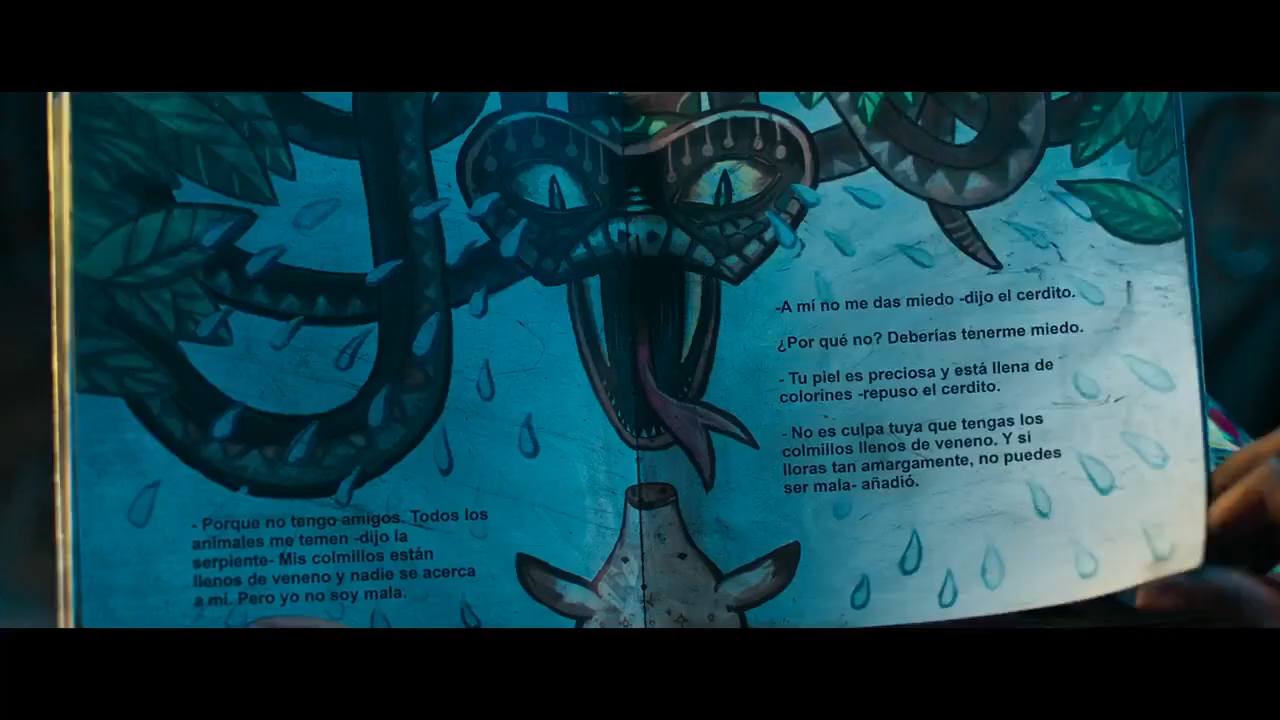 - Porque no tengo amigos. Todos los
animales me temen -dijo la
serpiente- Mis colmillos están
llenos de veneno y nadie se acerca
a mí. Pero yo no soy mala.
-A mí no me das miedo -dijo el cerdito.
¿Por qué no? Deberías tenerme miedo.
- Tu piel es preciosa y está llena de
colorines -repuso el cerdito.
- No es culpa tuya que tengas los
colmillos llenos de veneno. Y si
lloras tan amargamente, no puedes
ser mala- añadió.